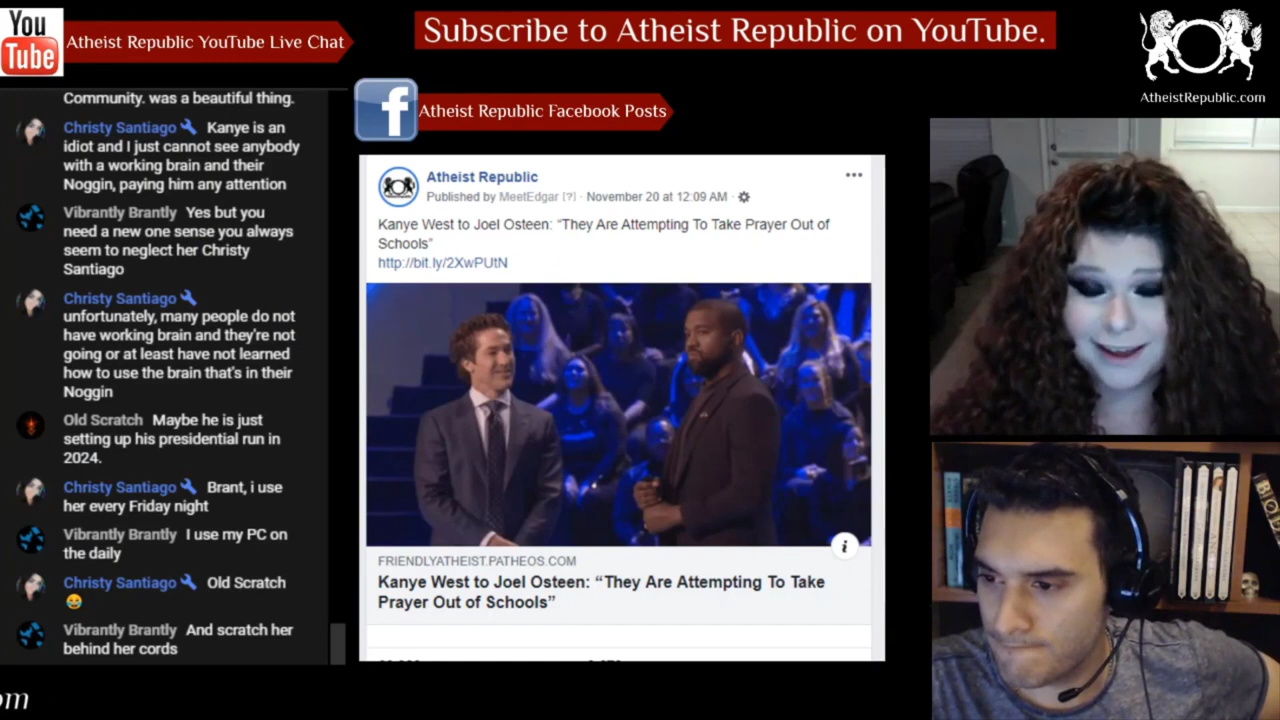 You
Tube
Atheist Republic YouTube Live Chat
Subscribe to Atheist Republic on YouTube.
AtheistRepublic.com
Atheist Republic Facebook Posts
Community. was a beautiful thing.
Christy Santiago Kanye is an
idiot and I just cannot see anybody
with a working brain and their
Noggin, paying him any attention
Vibrantly Brantly Yes but you
need a new one sense you always
seem to neglect her Christy
Santiago
Christy Santiago
unfortunately, many people do not
have working brain and they're not
going or at least have not learned
how to use the brain that's in their
Noggin
Old Scratch Maybe he is just
setting up his presidential run in
2024.
Christy Santiago Brant, i use
her every Friday night
Vibrantly Brantly I use my PC on
the daily
Christy Santiago Old Scratch
😂
Vibrantly Brantly And scratch her
behind her cords
om
Atheist Republic
Published by MeetEdgar [?] · November 20 at 12:09 AM ·
Kanye West to Joel Osteen: “They Are Attempting To Take Prayer Out of
Schools”
http://bit.ly/2XwPUtN
i
FRIENDLYATHEIST.PATHEOS.COM
Kanye West to Joel Osteen: “They Are Attempting To Take
Prayer Out of Schools”